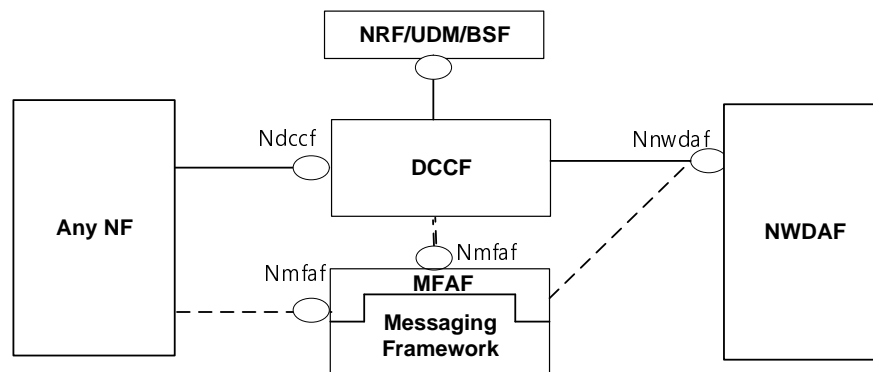 NRF/UDM/BSF
Ndccf
Nnwdaf
DCCF
Any NF
NWDAF
Nmfaf
Nmfaf
MFAF
Messaging
Framework